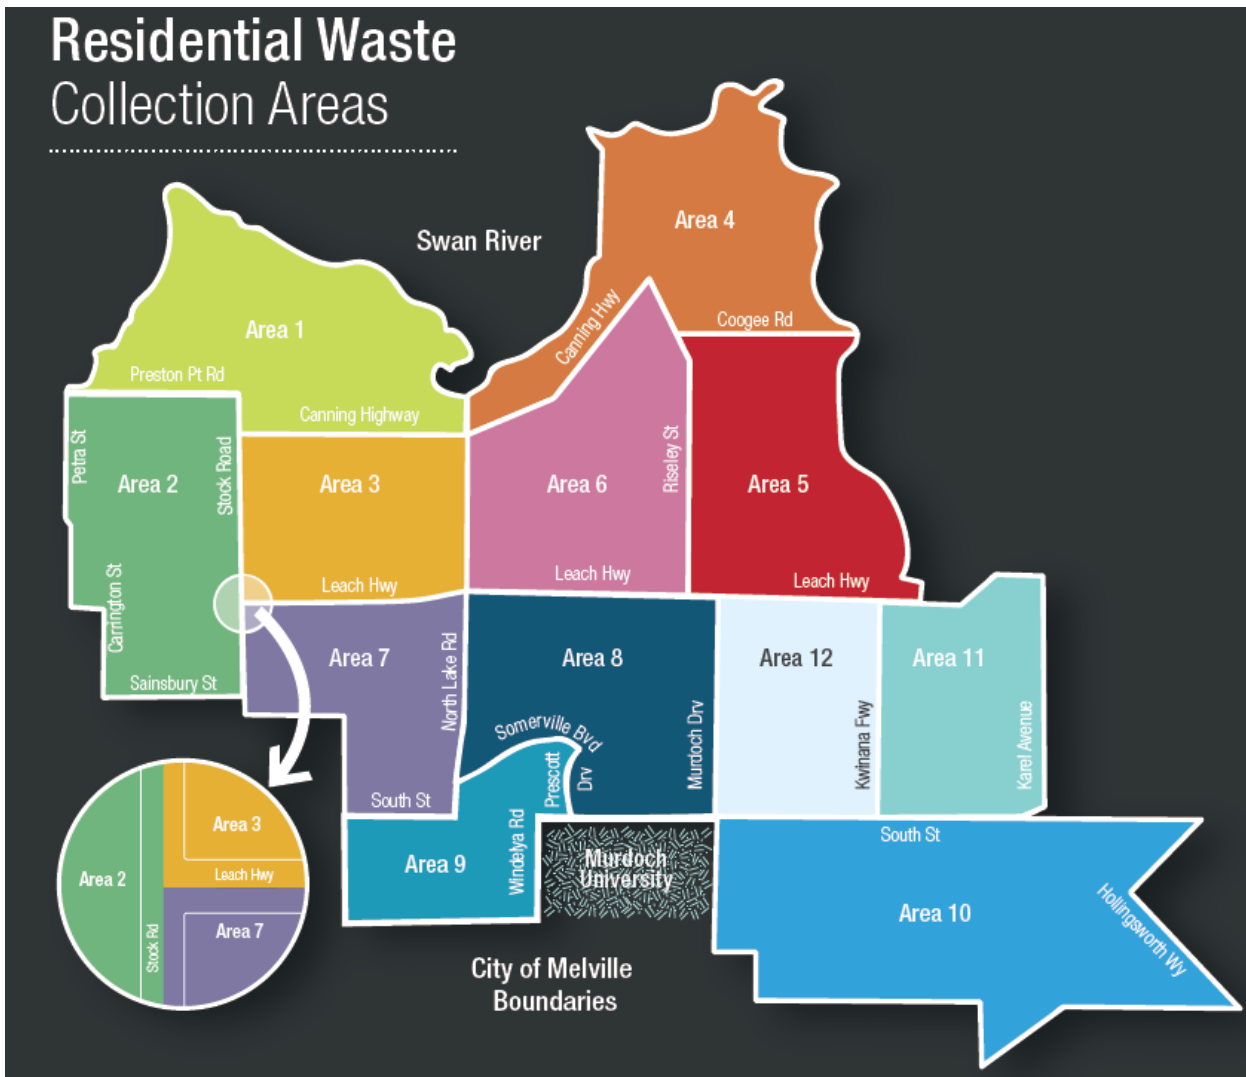 Residential Waste
Collection Areas
Swan River
Area 4
Canning Hwy
Coogee Rd
Area 1
Preston Pt Rd
Canning Highway
Petra St
Area 2
Stock Road
Carrington St
Sainsbury St
Area 3
Leach Hwy
Area 6
Riseley St
Leach Hwy
Area 5
Leach Hwy
Area 7
North Lake Rd
South St
Area 8
Somerville Bvd
Prescott
Drv
Murdoch Drv
Area 12
Kwinana Fwy
Area 11
Karel Avenue
Area 9
Windelya Rd
Murdoch
University
South St
Area 10
Hollingsworth Wy
Area 3
Leach Hwy
Area 2
Stock Rd
Area 7
City of Melville
Boundaries